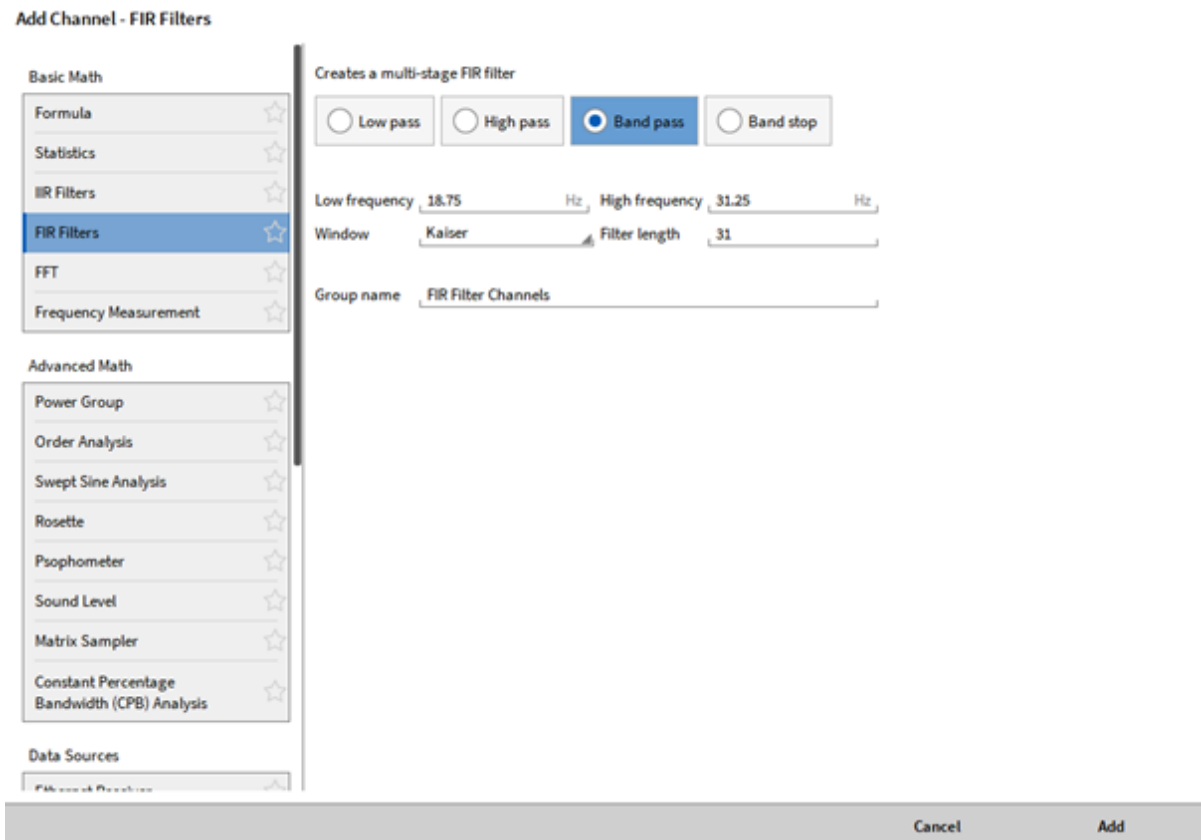 Add Channel - FIR Filters
Basic Math
Formula
Statistics
IIR Filters
FIR Filters
FFT
Frequency Measurement
Advanced Math
Power Group
Order Analysis
Swept Sine Analysis
Rosette
Psophometer
Sound Level
Matrix Sampler
Constant Percentage
Bandwidth (CPB) Analysis
Data Sources
Ethernet Receiver
Creates a multi-stage FIR filter
Low pass High pass Band pass Band stop
Low frequency 18.75 Hz High frequency 31.25 Hz
Window Kaiser Filter length 31
Group name FIR Filter Channels
Cancel Add